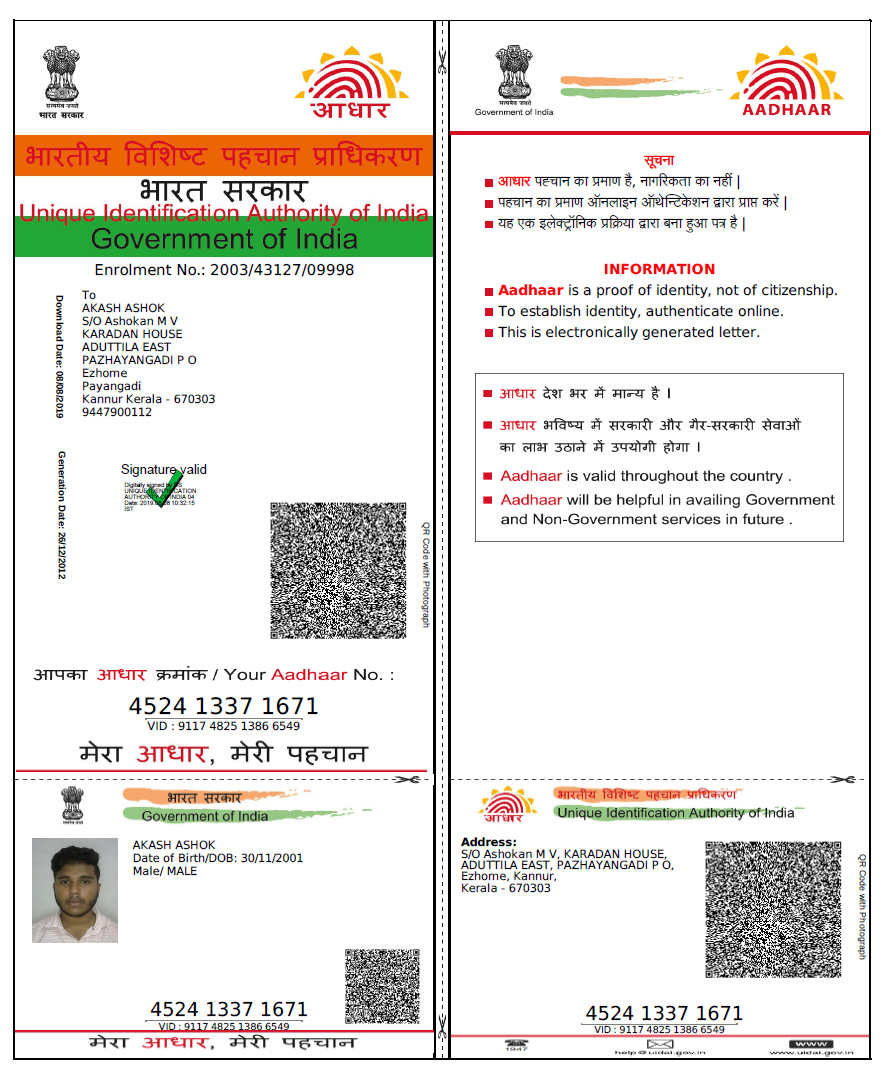 सत्यमेव जयते
भारत सरकार
आधार
भारतीय विशिष्ट पहचान प्राधिकरण
भारत सरकार
Unique Identification Authority of India
Government of India
Enrolment No.: 2003/43127/09998
Download Date: 08/08/2019
To
AKASH ASHOK
S/O Ashokan M V
KARADAN HOUSE
ADUTTILA EAST
PAZHAYANGADI P O
Ezhome
Payangadi
Kannur Kerala - 670303
9447900112
Generation Date: 26/12/2012
Signature valid
Digitally signed by DS
UNIQUE IDENTIFICATION
AUTHORITY OF INDIA 04
Date: 2019 10:32:15
IST
QR Code with Photograph
आपका आधार क्रमांक / Your Aadhaar No. :
4524 1337 1671
VID : 9117 4825 1386 6549
मेरा आधार, मेरी पहचान
सत्यमेव जयते
Government of India
AADHAAR
सूचना
आधार पहचान का प्रमाण है, नागरिकता का नहीं |
पहचान का प्रमाण ऑनलाइन ऑथेन्टिकेशन द्वारा प्राप्त करें |
यह एक इलेक्ट्रॉनिक प्रक्रिया द्वारा बना हुआ पत्र है |
INFORMATION
Aadhaar is a proof of identity, not of citizenship.
To establish identity, authenticate online.
This is electronically generated letter.
आधार देश भर में मान्य है ।
आधार भविष्य में सरकारी और गैर-सरकारी सेवाओं
का लाभ उठाने में उपयोगी होगा ।
Aadhaar is valid throughout the country .
Aadhaar will be helpful in availing Government
and Non-Government services in future .
सत्यमेव जयते
भारत सरकार
Government of India
AKASH ASHOK
Date of Birth/DOB: 30/11/2001
Male/ MALE
4524 1337 1671
VID : 9117 4825 1386 6549
मेरा आधार, मेरी पहचान
आधार
भारतीय विशिष्ट पहचान प्राधिकरण
Unique Identification Authority of India
Address:
S/O Ashokan M V, KARADAN HOUSE,
ADUTTILA EAST, PAZHAYANGADI P O,
Ezhome, Kannur,
Kerala - 670303
QR Code with Photograph
4524 1337 1671
VID : 9117 4825 1386 6549
1947
help@uidai.gov.in
www
www.uidai.gov.in